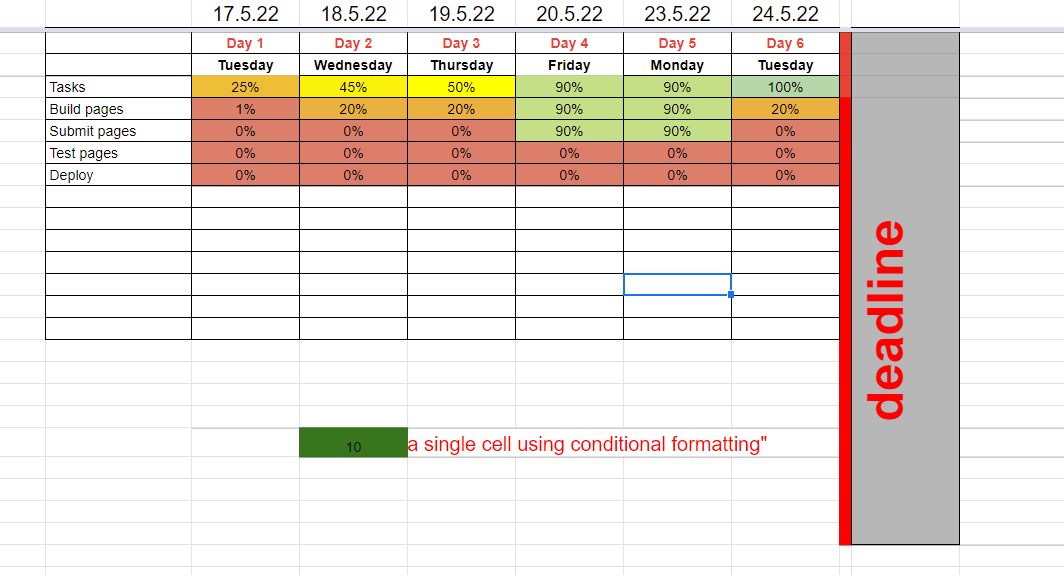 17.5.22 18.5.22 19.5.22 20.5.22 23.5.22 24.5.22
Day 1 Day 2 Day 3 Day 4 Day 5 Day 6
Tuesday Wednesday Thursday Friday Monday Tuesday
Tasks 25% 45% 50% 90% 90% 100%
Build pages 1% 20% 20% 90% 90% 20%
Submit pages 0% 0% 0% 90% 90% 0%
Test pages 0% 0% 0% 0% 0% 0%
Deploy 0% 0% 0% 0% 0% 0%
deadline
10 a single cell using conditional formatting"